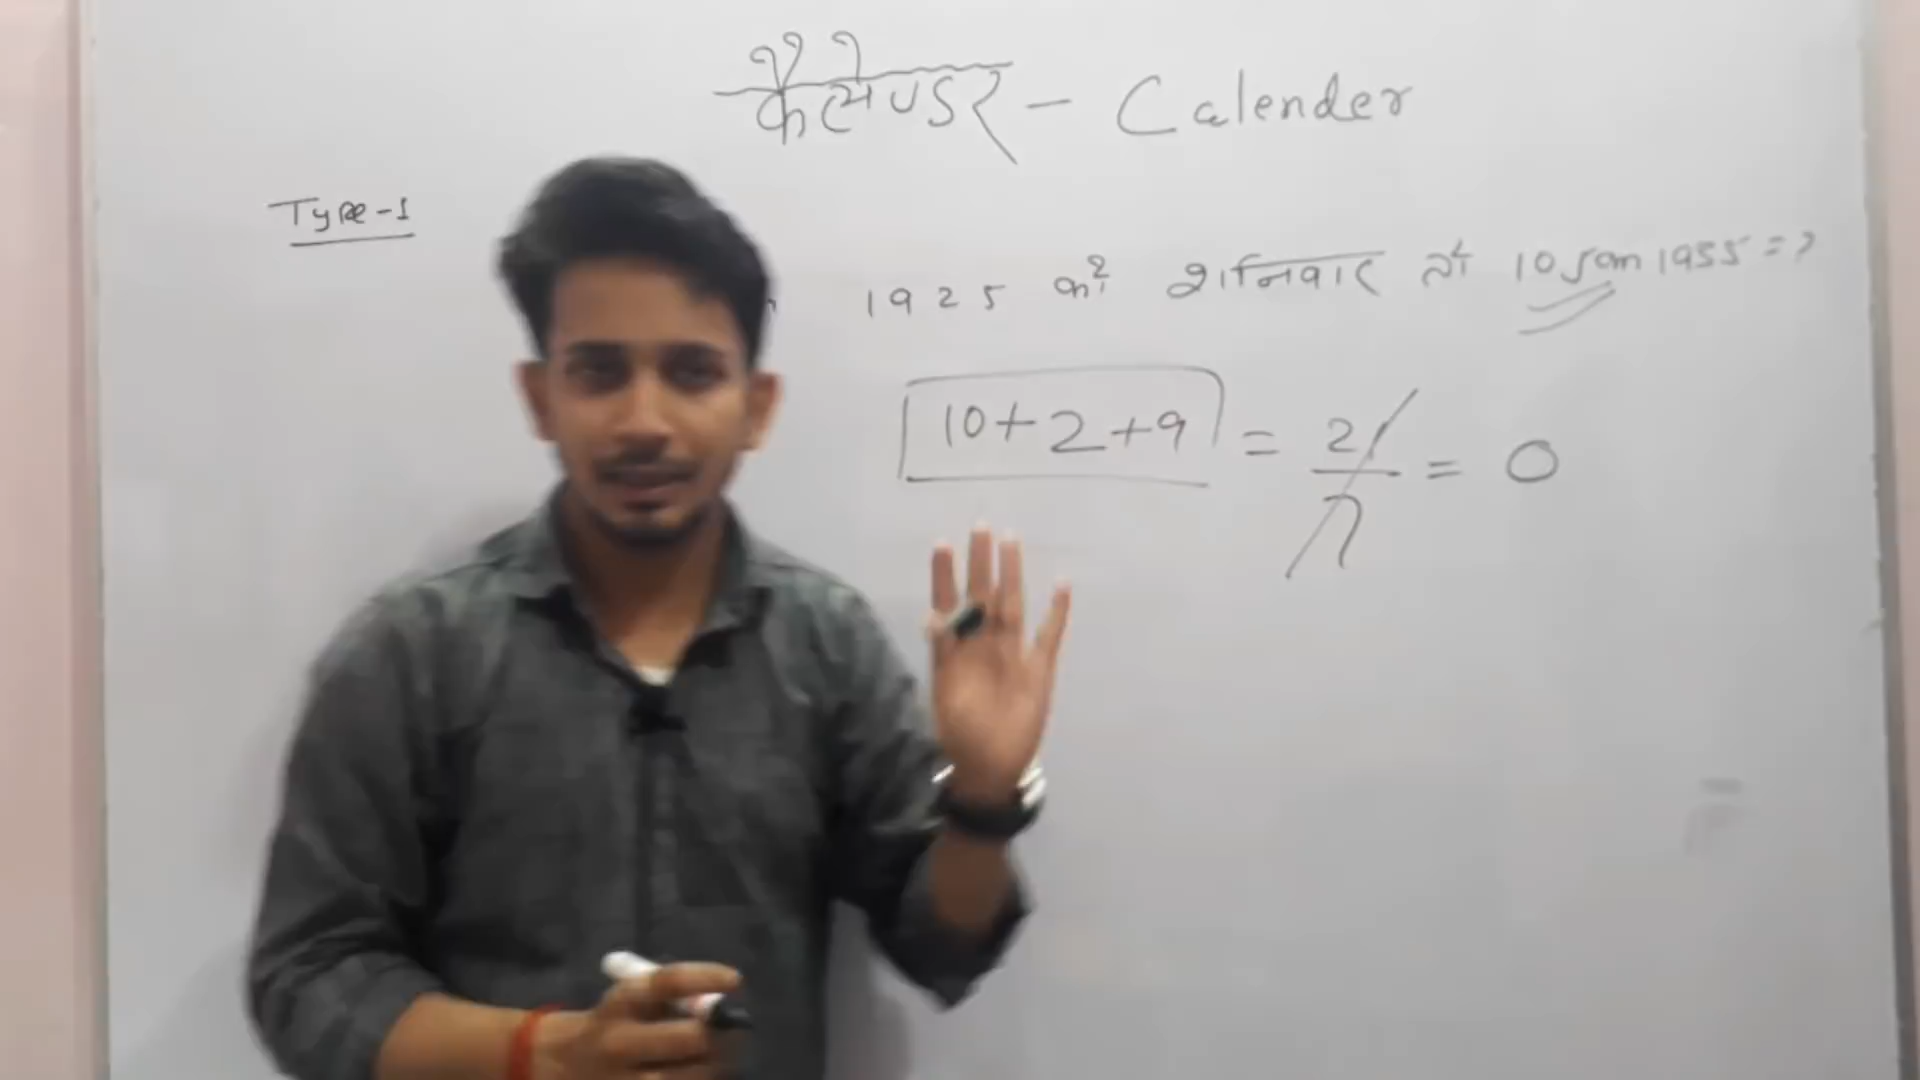 कैलेण्डर - Calender
Type-1
1925 को शनिवार तो 10 Jan 1955 = ?
10+2+9 = 21/7 = 0